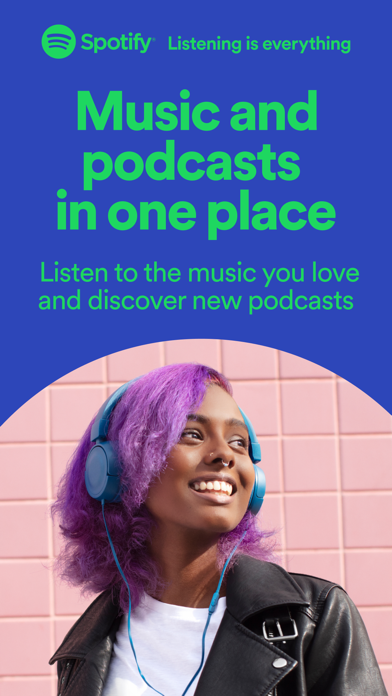 Spotify® Listening is everything
Music and
podcasts
in one place
Listen to the music you love
and discover new podcasts